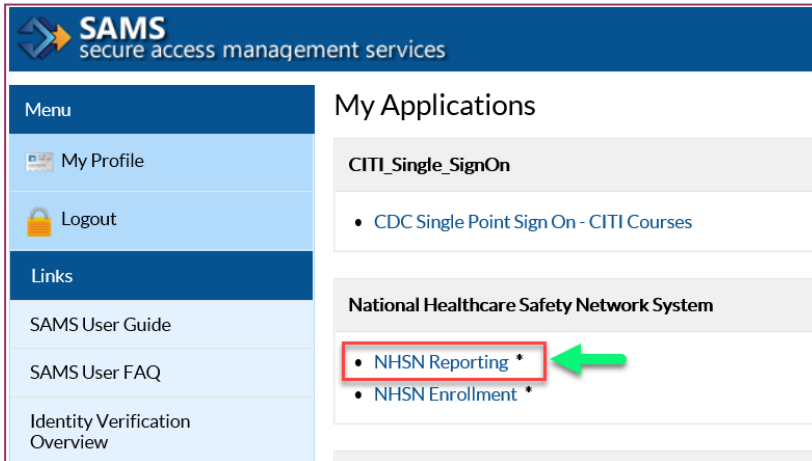 SAMS
secure access management services
Menu
My Profile
Logout
Links
SAMS User Guide
SAMS User FAQ
Identity Verification
Overview
My Applications
CITI_Single_SignOn
• CDC Single Point Sign On - CITI Courses
National Healthcare Safety Network System
• NHSN Reporting *
• NHSN Enrollment *